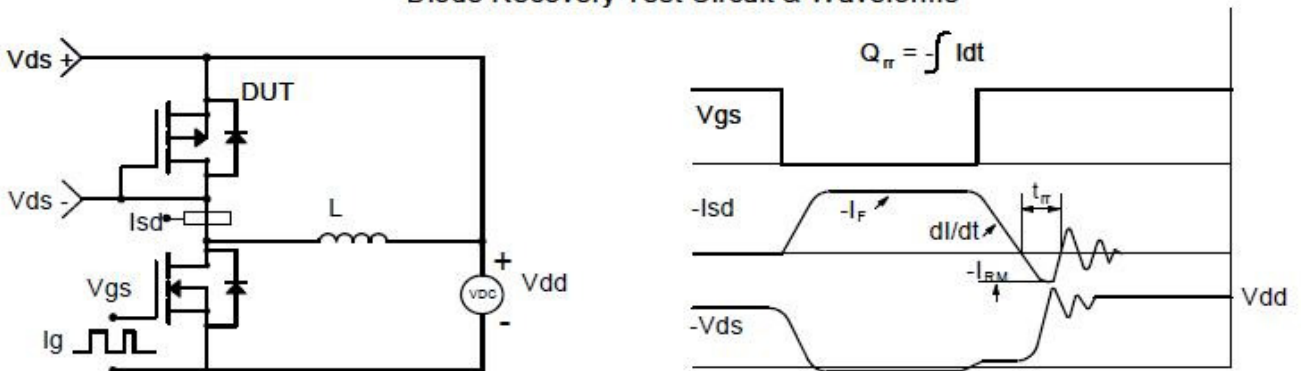 Diode Recovery Test Circuit & Waveforms
Vds +
DUT
Vds -
Isd
L
Vgs
Ig
+
VDC
-
Vdd
Qrr = -∫ Idt
Vgs
-Isd
-IF
dI/dt
trr
-IRM
Vdd
-Vds